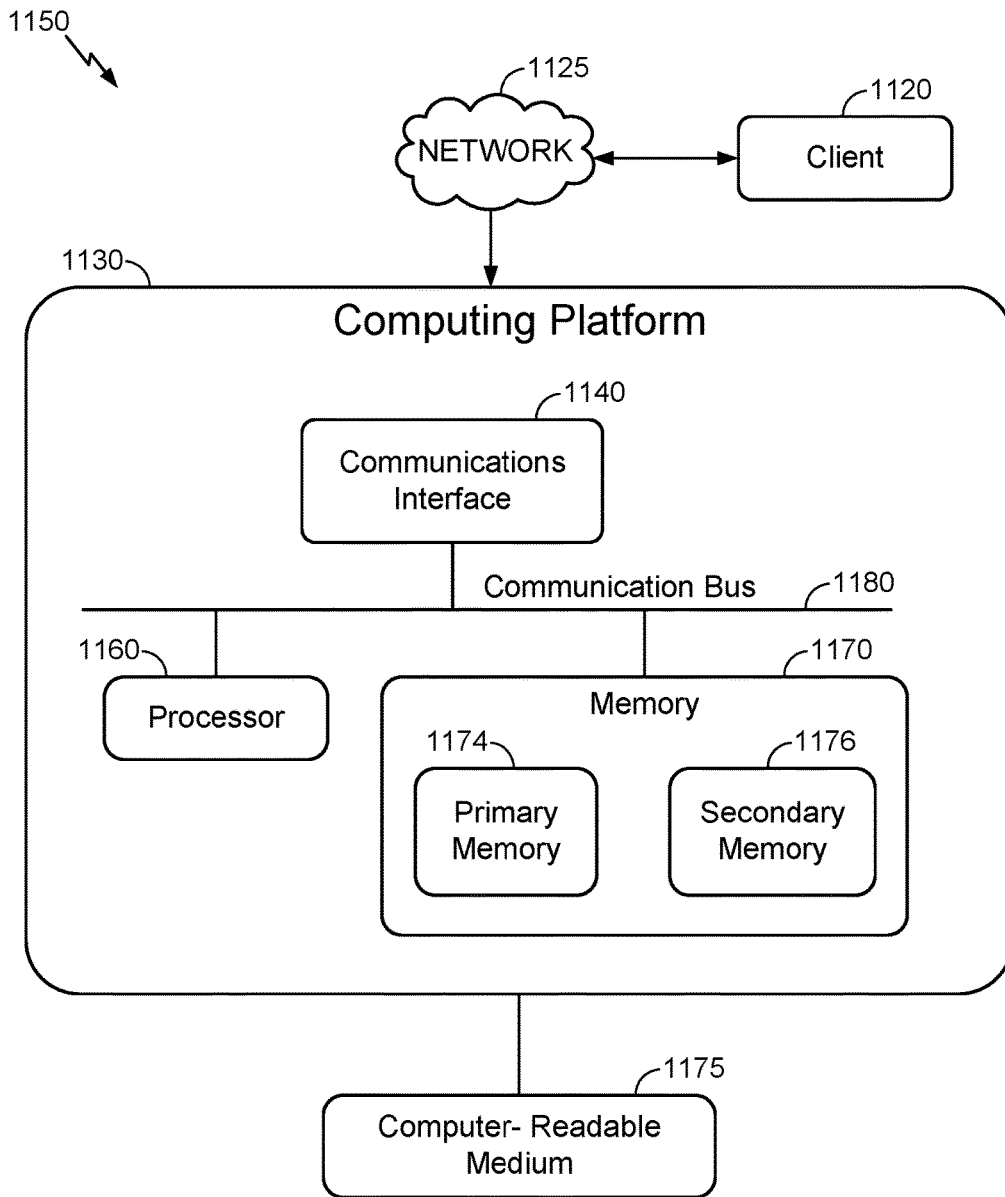 1150
1125
1120
NETWORK
Client
1130
Computing Platform
1140
Communications
Interface
Communication Bus
1180
1160
1170
Processor
Memory
1174
1176
Primary
Memory
Secondary
Memory
1175
Computer- Readable
Medium